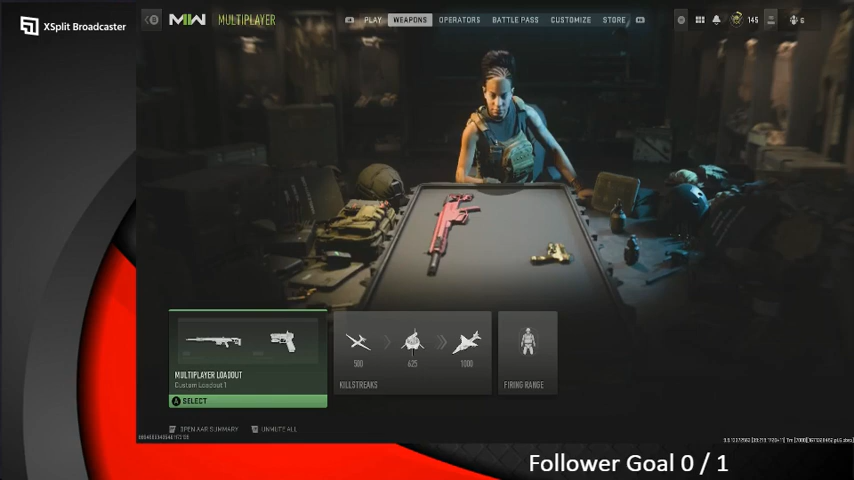 XSplit Broadcaster
MW MULTIPLAYER
PLAY WEAPONS OPERATORS BATTLE PASS CUSTOMIZE STORE
145
6
500 625 1000
MULTIPLAYER LOADOUT
Custom Loadout 1
KILLSTREAKS
FIRING RANGE
A SELECT
OPEN AAR SUMMARY UNMUTE ALL
Follower Goal 0 / 1